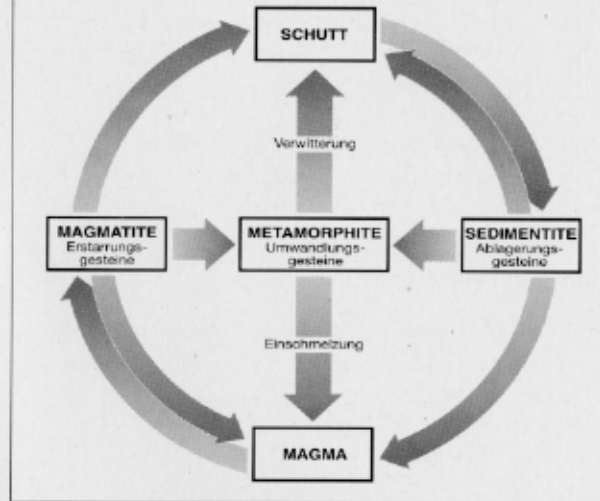 SCHUTT
Verwitterung
MAGMATITE
Erstarrungs-
gesteine
METAMORPHITE
Umwandlungs-
gesteine
SEDIMENTITE
Ablagerungs-
gesteine
Einschmelzung
MAGMA